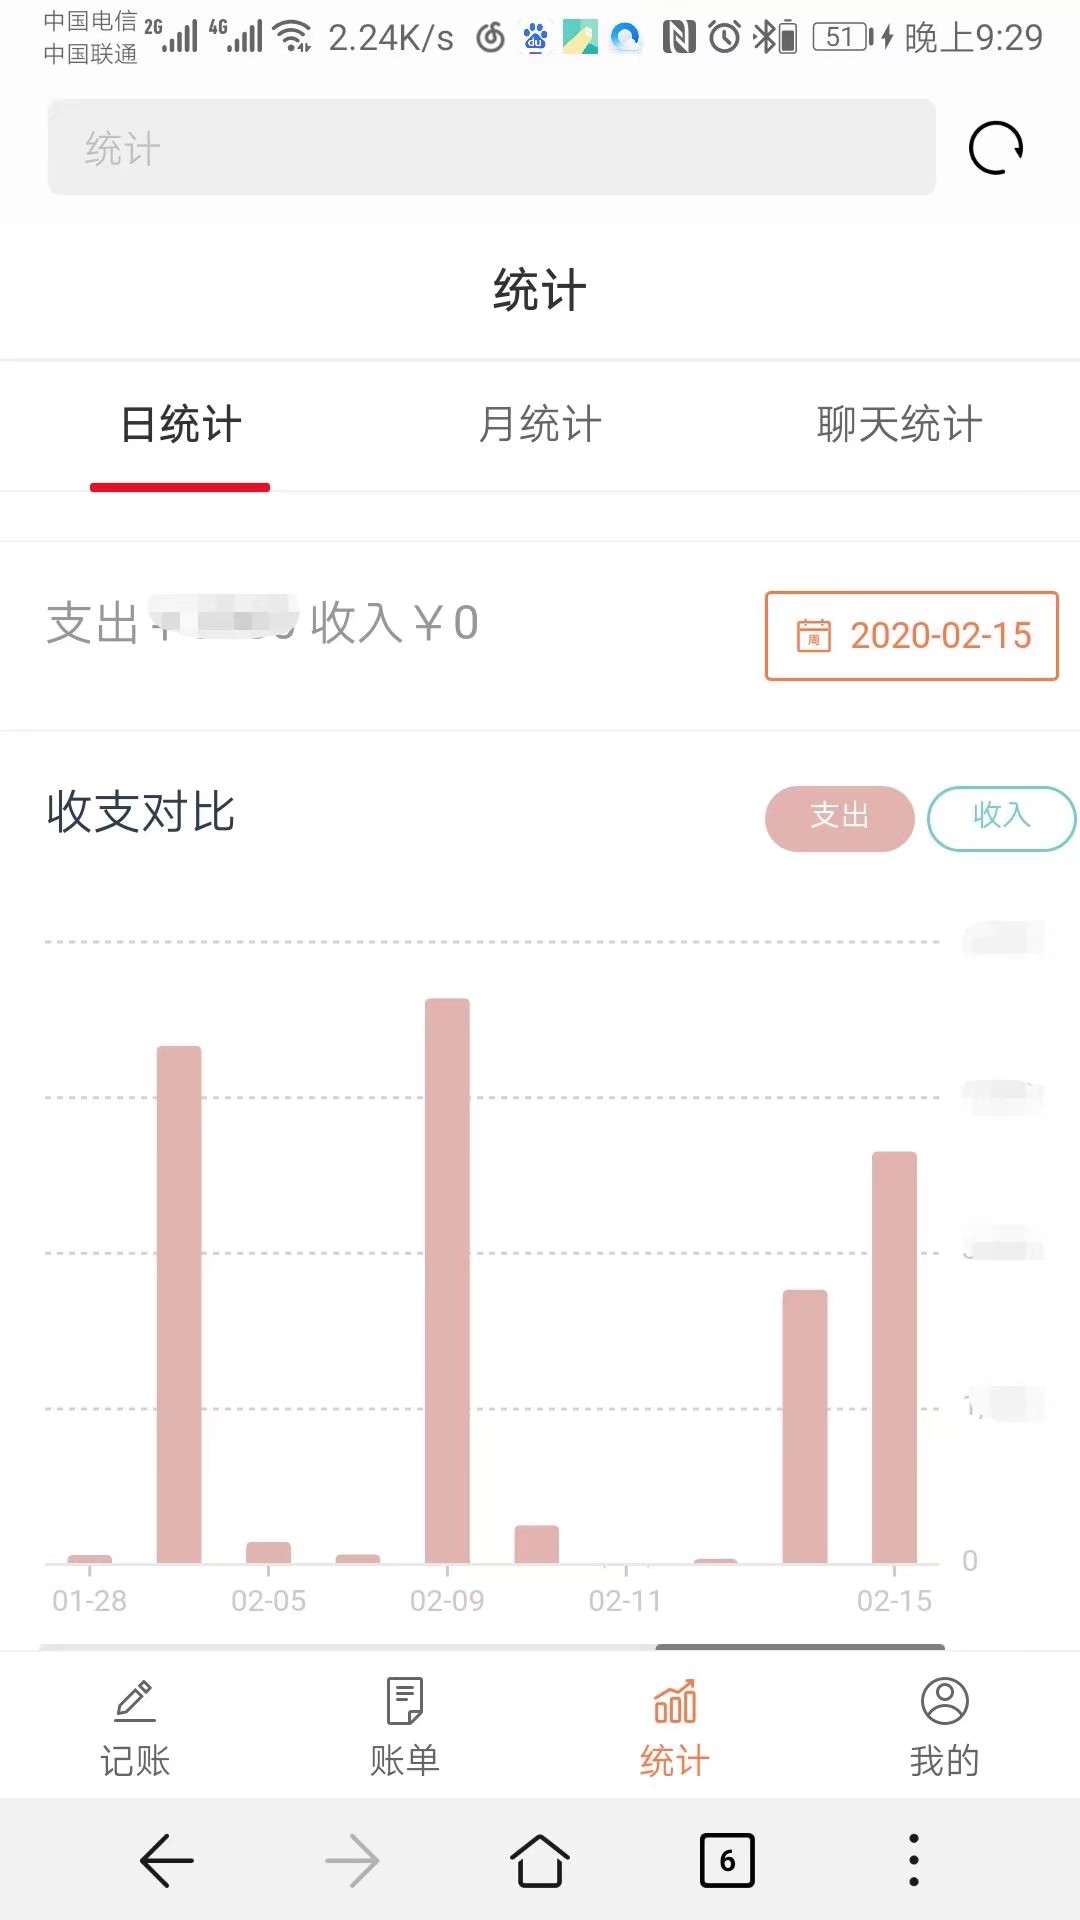 中国电信
中国联通
2G 4G 2.24K/s du N 51 晚上9:29
统计
统计
日统计 月统计 聊天统计
支出 收入￥0
周 2020-02-15
收支对比 支出 收入
0
01-28 02-05 02-09 02-11 02-15
记账 账单 统计 我的
6